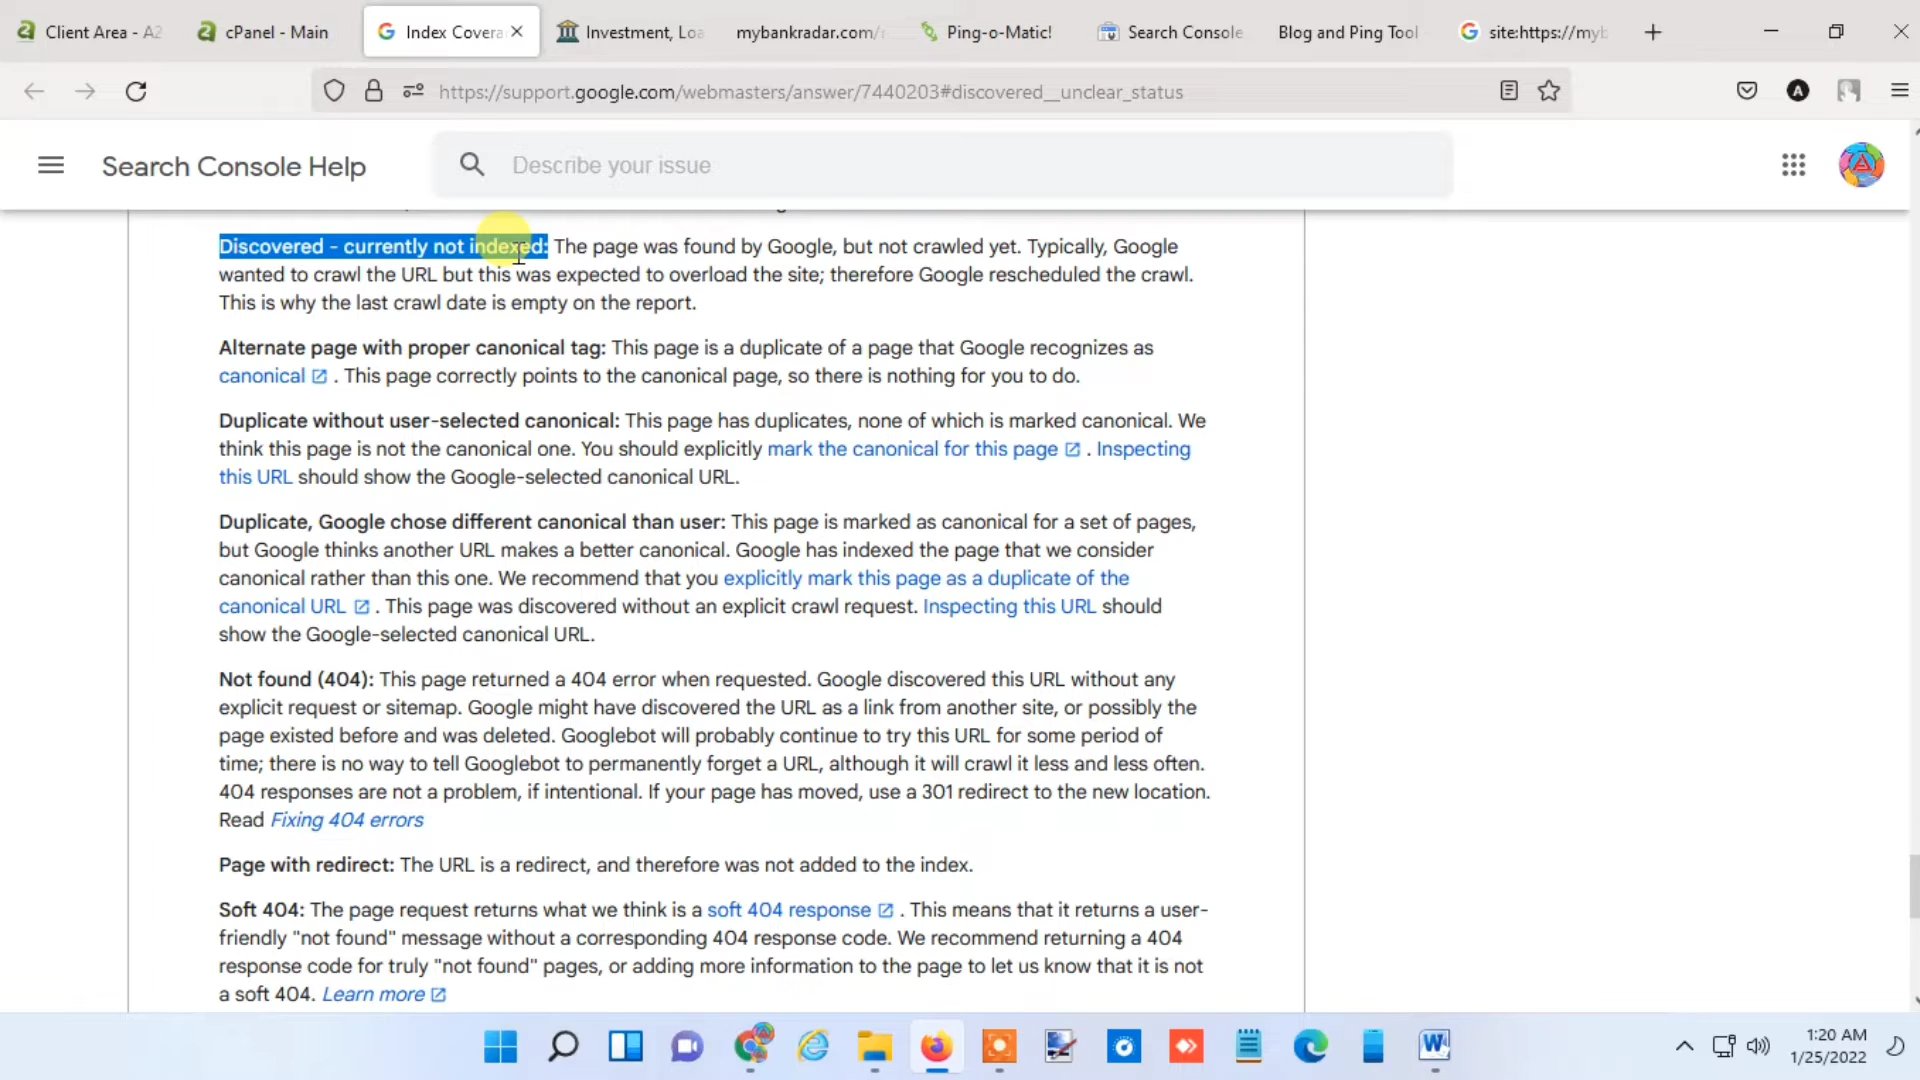 Client Area - A2
cPanel - Main
Index Covera
Investment, Loa
mybankradar.com/
Ping-o-Matic!
Search Console
Blog and Ping Tool
site:https://myb
https://support.google.com/webmasters/answer/7440203#discovered__unclear_status
Search Console Help
Describe your issue
Discovered - currently not indexed: The page was found by Google, but not crawled yet. Typically, Google
wanted to crawl the URL but this was expected to overload the site; therefore Google rescheduled the crawl.
This is why the last crawl date is empty on the report.
Alternate page with proper canonical tag: This page is a duplicate of a page that Google recognizes as
canonical . This page correctly points to the canonical page, so there is nothing for you to do.
Duplicate without user-selected canonical: This page has duplicates, none of which is marked canonical. We
think this page is not the canonical one. You should explicitly mark the canonical for this page . Inspecting
this URL should show the Google-selected canonical URL.
Duplicate, Google chose different canonical than user: This page is marked as canonical for a set of pages,
but Google thinks another URL makes a better canonical. Google has indexed the page that we consider
canonical rather than this one. We recommend that you explicitly mark this page as a duplicate of the
canonical URL . This page was discovered without an explicit crawl request. Inspecting this URL should
show the Google-selected canonical URL.
Not found (404): This page returned a 404 error when requested. Google discovered this URL without any
explicit request or sitemap. Google might have discovered the URL as a link from another site, or possibly the
page existed before and was deleted. Googlebot will probably continue to try this URL for some period of
time; there is no way to tell Googlebot to permanently forget a URL, although it will crawl it less and less often.
404 responses are not a problem, if intentional. If your page has moved, use a 301 redirect to the new location.
Read Fixing 404 errors
Page with redirect: The URL is a redirect, and therefore was not added to the index.
Soft 404: The page request returns what we think is a soft 404 response . This means that it returns a user-
friendly "not found" message without a corresponding 404 response code. We recommend returning a 404
response code for truly "not found" pages, or adding more information to the page to let us know that it is not
a soft 404. Learn more
1:20 AM
1/25/2022